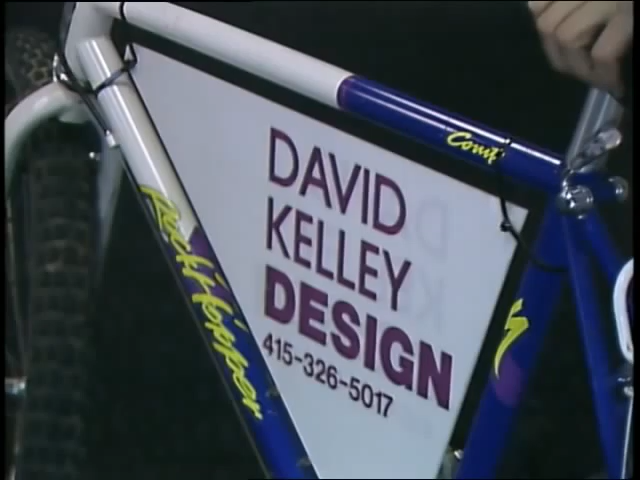 Comp
DAVID
KELLEY
DESIGN
415-326-5017
RockHopper